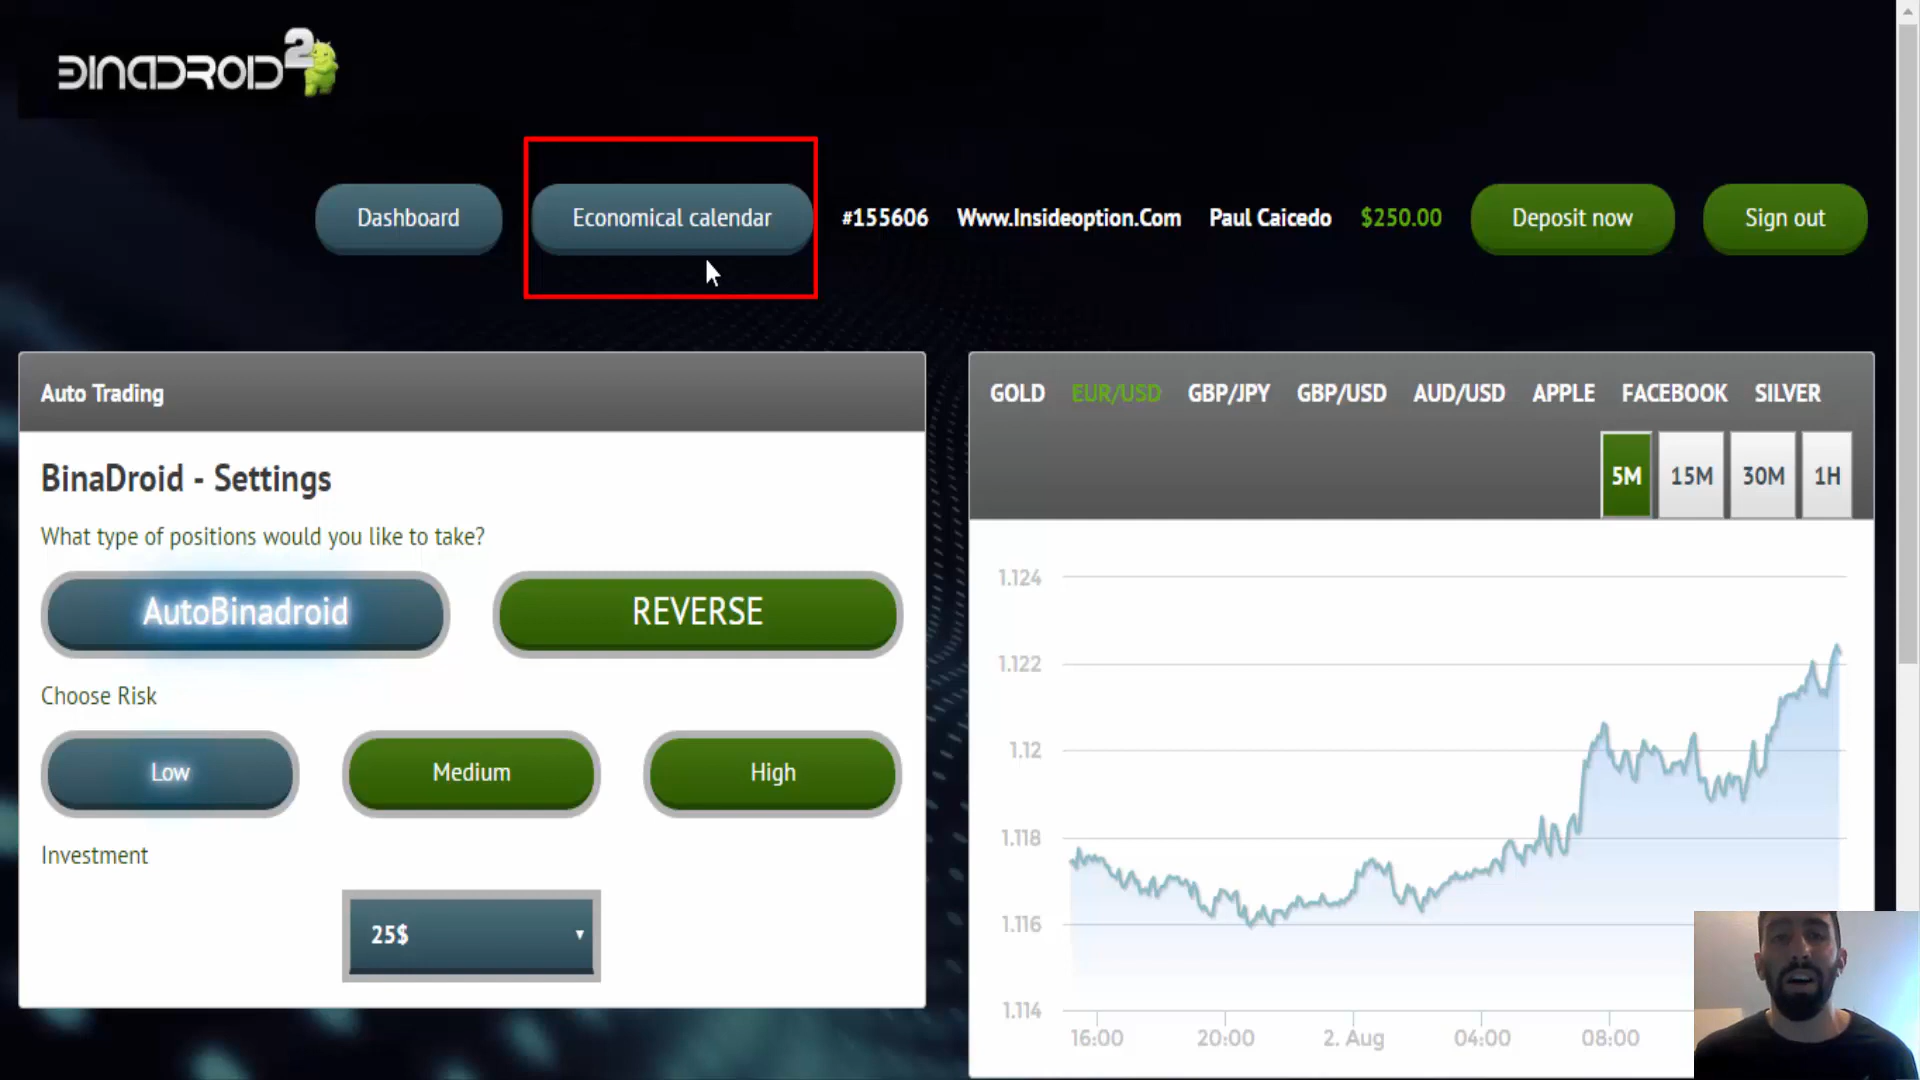 BINADROID 2
Dashboard
Economical calendar
#155606
Www.Insideoption.Com
Paul Caicedo
$250.00
Deposit now
Sign out
Auto Trading
BinaDroid - Settings
What type of positions would you like to take?
AutoBinadroid
REVERSE
Choose Risk
Low
Medium
High
Investment
25$
GOLD
EUR/USD
GBP/JPY
GBP/USD
AUD/USD
APPLE
FACEBOOK
SILVER
5M
15M
30M
1H
1.124
1.122
1.12
1.118
1.116
1.114
16:00
20:00
2. Aug
04:00
08:00